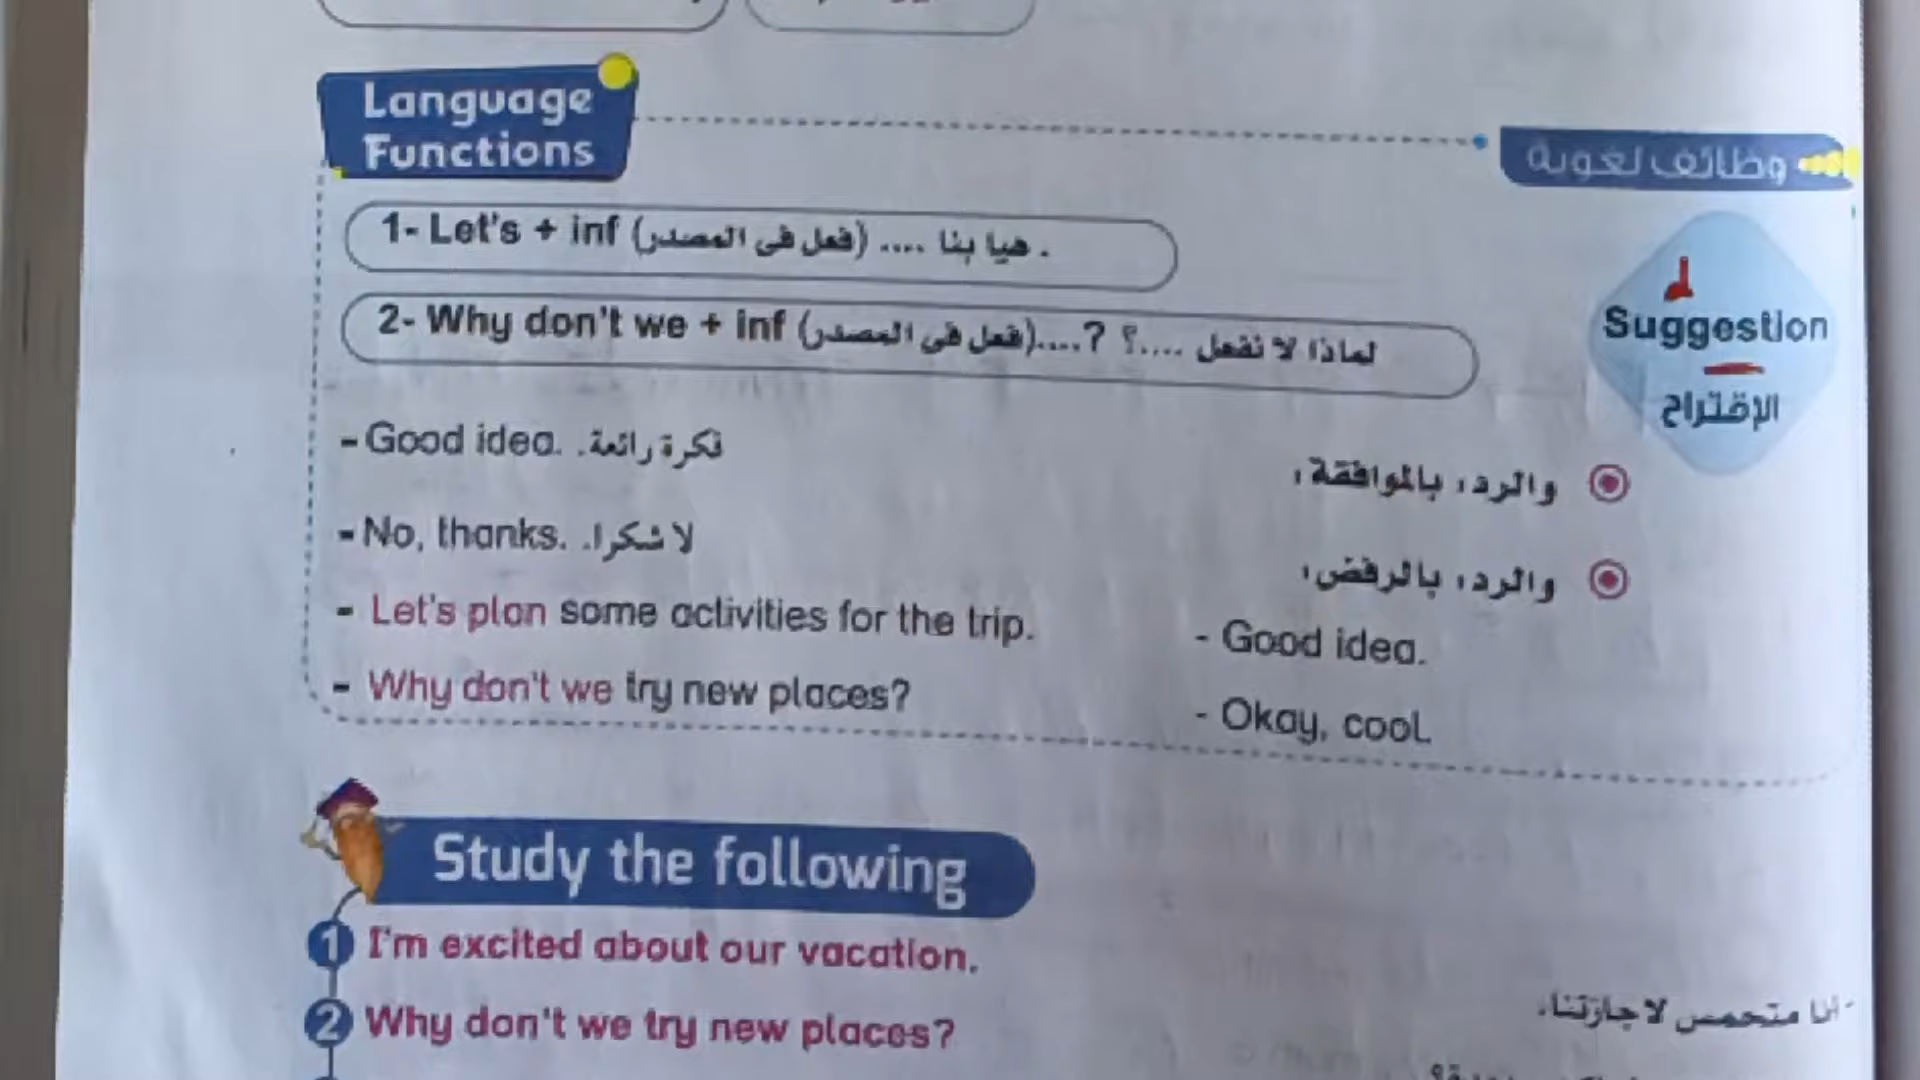 Language
Functions
وظائف لغوية
1- Let's + inf (فعل فى المصدر) .... هيا بنا .
2- Why don't we + inf (فعل فى المصدر)....? لماذا لا نفعل ....؟
Suggestion
الإقتراح
- Good idea. فكرة رائعة.
والرد، بالموافقة،
- No, thanks. لا شكرا.
والرد، بالرفض،
- Let's plan some activities for the trip.
- Good idea.
- Why don't we try new places?
- Okay, cool.
Study the following
1 I'm excited about our vacation.
- أنا متحمس لاجازتنا.
2 Why don't we try new places?